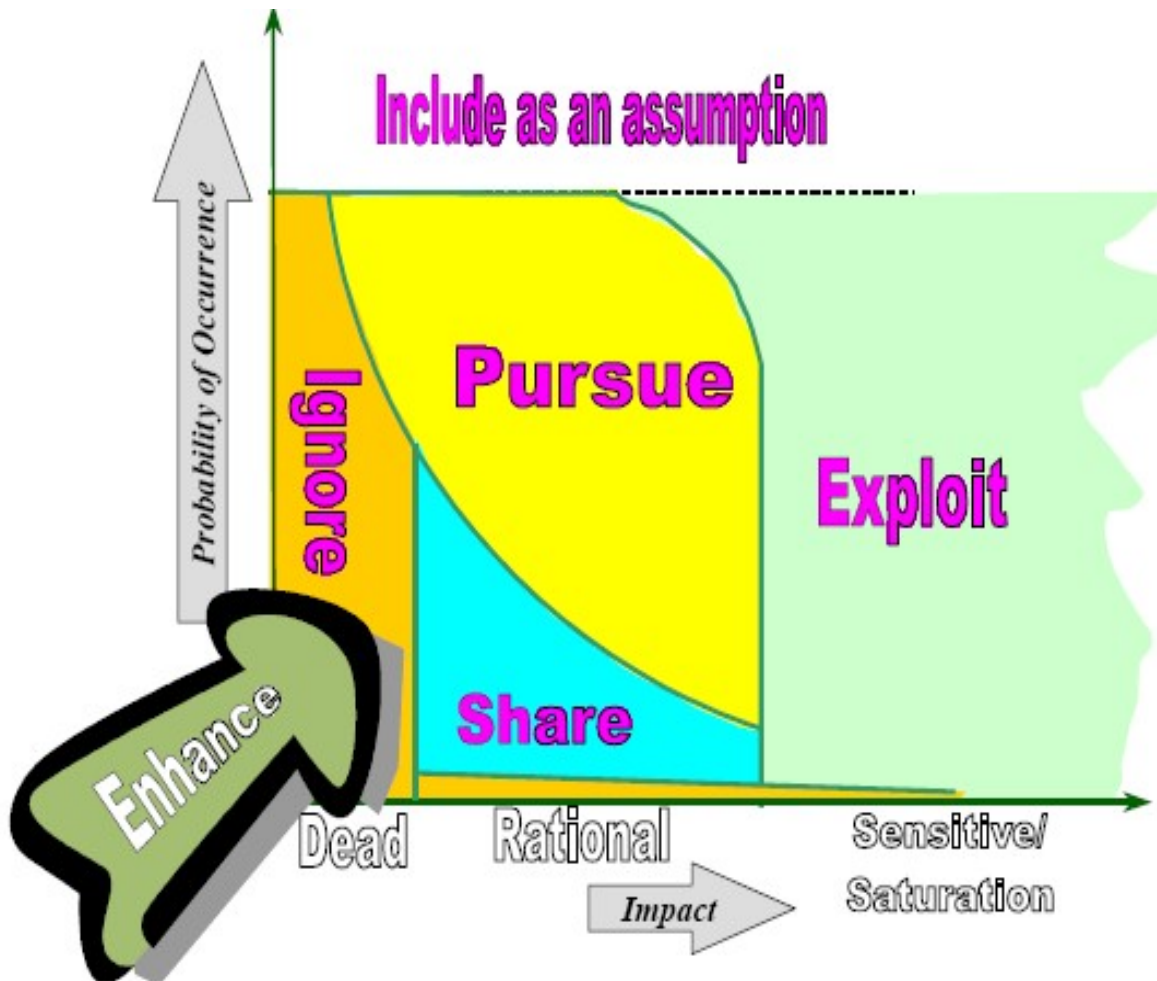 Include as an assumption
Probability of Occurrence
Ignore
Pursue
Exploit
Share
Enhance
Dead
Rational
Sensitive/
Saturation
Impact